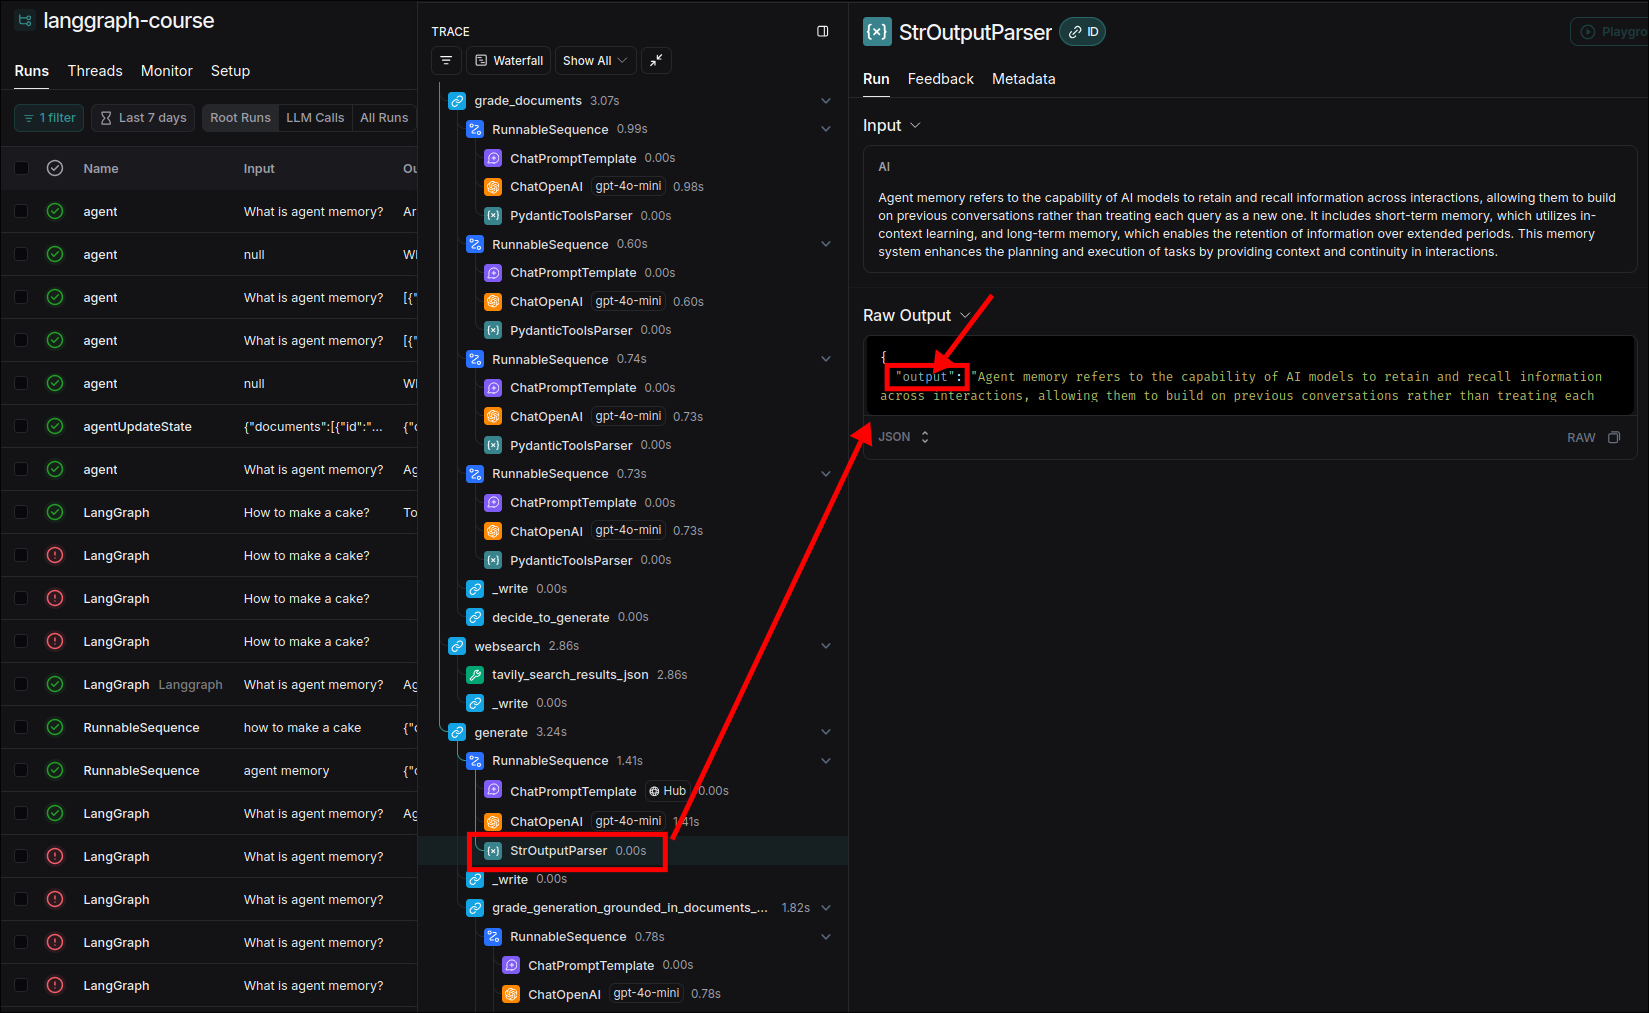 langgraph-course
Runs Threads Monitor Setup
1 filter Last 7 days Root Runs LLM Calls All Runs
Name Input Ou
agent What is agent memory? Ar
agent null Wh
agent What is agent memory? [{"
agent What is agent memory? [{"
agent null Wh
agentUpdateState {"documents":[{"id":"... {"c
agent What is agent memory? Ag
LangGraph How to make a cake? To
LangGraph How to make a cake?
LangGraph How to make a cake?
LangGraph How to make a cake?
LangGraph Langgraph What is agent memory? Ag
RunnableSequence how to make a cake {"c
RunnableSequence agent memory {"c
LangGraph What is agent memory? Ag
LangGraph What is agent memory?
LangGraph What is agent memory?
LangGraph What is agent memory?
LangGraph What is agent memory?
TRACE
Waterfall Show All
grade_documents 3.07s
RunnableSequence 0.99s
ChatPromptTemplate 0.00s
ChatOpenAI gpt-4o-mini 0.98s
PydanticToolsParser 0.00s
RunnableSequence 0.60s
ChatPromptTemplate 0.00s
ChatOpenAI gpt-4o-mini 0.60s
PydanticToolsParser 0.00s
RunnableSequence 0.74s
ChatPromptTemplate 0.00s
ChatOpenAI gpt-4o-mini 0.73s
PydanticToolsParser 0.00s
RunnableSequence 0.73s
ChatPromptTemplate 0.00s
ChatOpenAI gpt-4o-mini 0.73s
PydanticToolsParser 0.00s
_write 0.00s
decide_to_generate 0.00s
websearch 2.86s
tavily_search_results_json 2.86s
_write 0.00s
generate 3.24s
RunnableSequence 1.41s
ChatPromptTemplate Hub 0.00s
ChatOpenAI gpt-4o-mini 1.41s
StrOutputParser 0.00s
_write 0.00s
grade_generation_grounded_in_documents_... 1.82s
RunnableSequence 0.78s
ChatPromptTemplate 0.00s
ChatOpenAI gpt-4o-mini 0.78s
StrOutputParser ID Playgro
Run Feedback Metadata
Input
AI
Agent memory refers to the capability of AI models to retain and recall information across interactions, allowing them to build
on previous conversations rather than treating each query as a new one. It includes short-term memory, which utilizes in-
context learning, and long-term memory, which enables the retention of information over extended periods. This memory
system enhances the planning and execution of tasks by providing context and continuity in interactions.
Raw Output
{
"output": "Agent memory refers to the capability of AI models to retain and recall information
across interactions, allowing them to build on previous conversations rather than treating each
JSON RAW